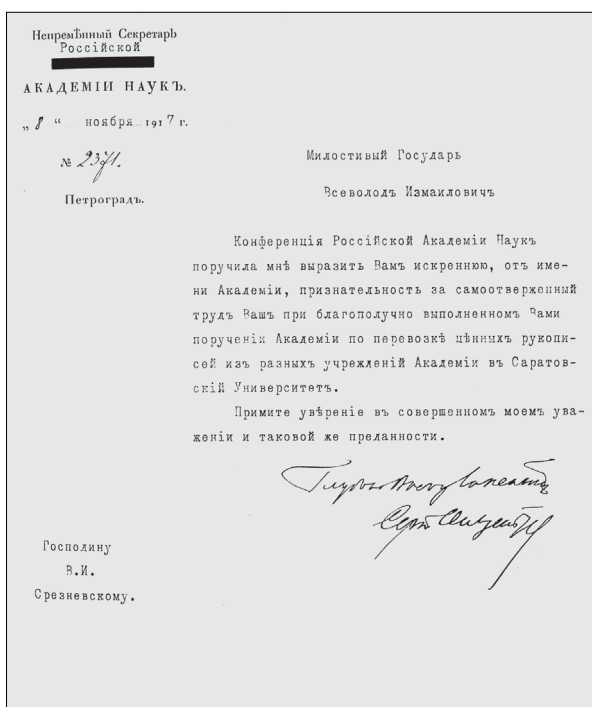 Непремѣнный Секретарь
Россійской
АКАДЕМІИ НАУКЪ.
„8“ ноября 1917 г.
№ 2371.
Петроградъ.
Милостивый Государь
Всеволодъ Измаиловичъ
Конференція Россійской Академіи Наукъ
поручила мнѣ выразить Вамъ искреннюю, отъ име-
ни Академіи, признательность за самоотверженный
трудъ Вашъ при благополучно выполненномъ Вами
порученіи Академіи по перевозкѣ цѣнныхъ рукопи-
сей изъ разныхъ учрежденій Академіи въ Саратов-
скій Университетъ.
Примите увѣреніе въ совершенномъ моемъ ува-
женіи и таковой же преданности.
Господину
В.И.
Срезневскому.